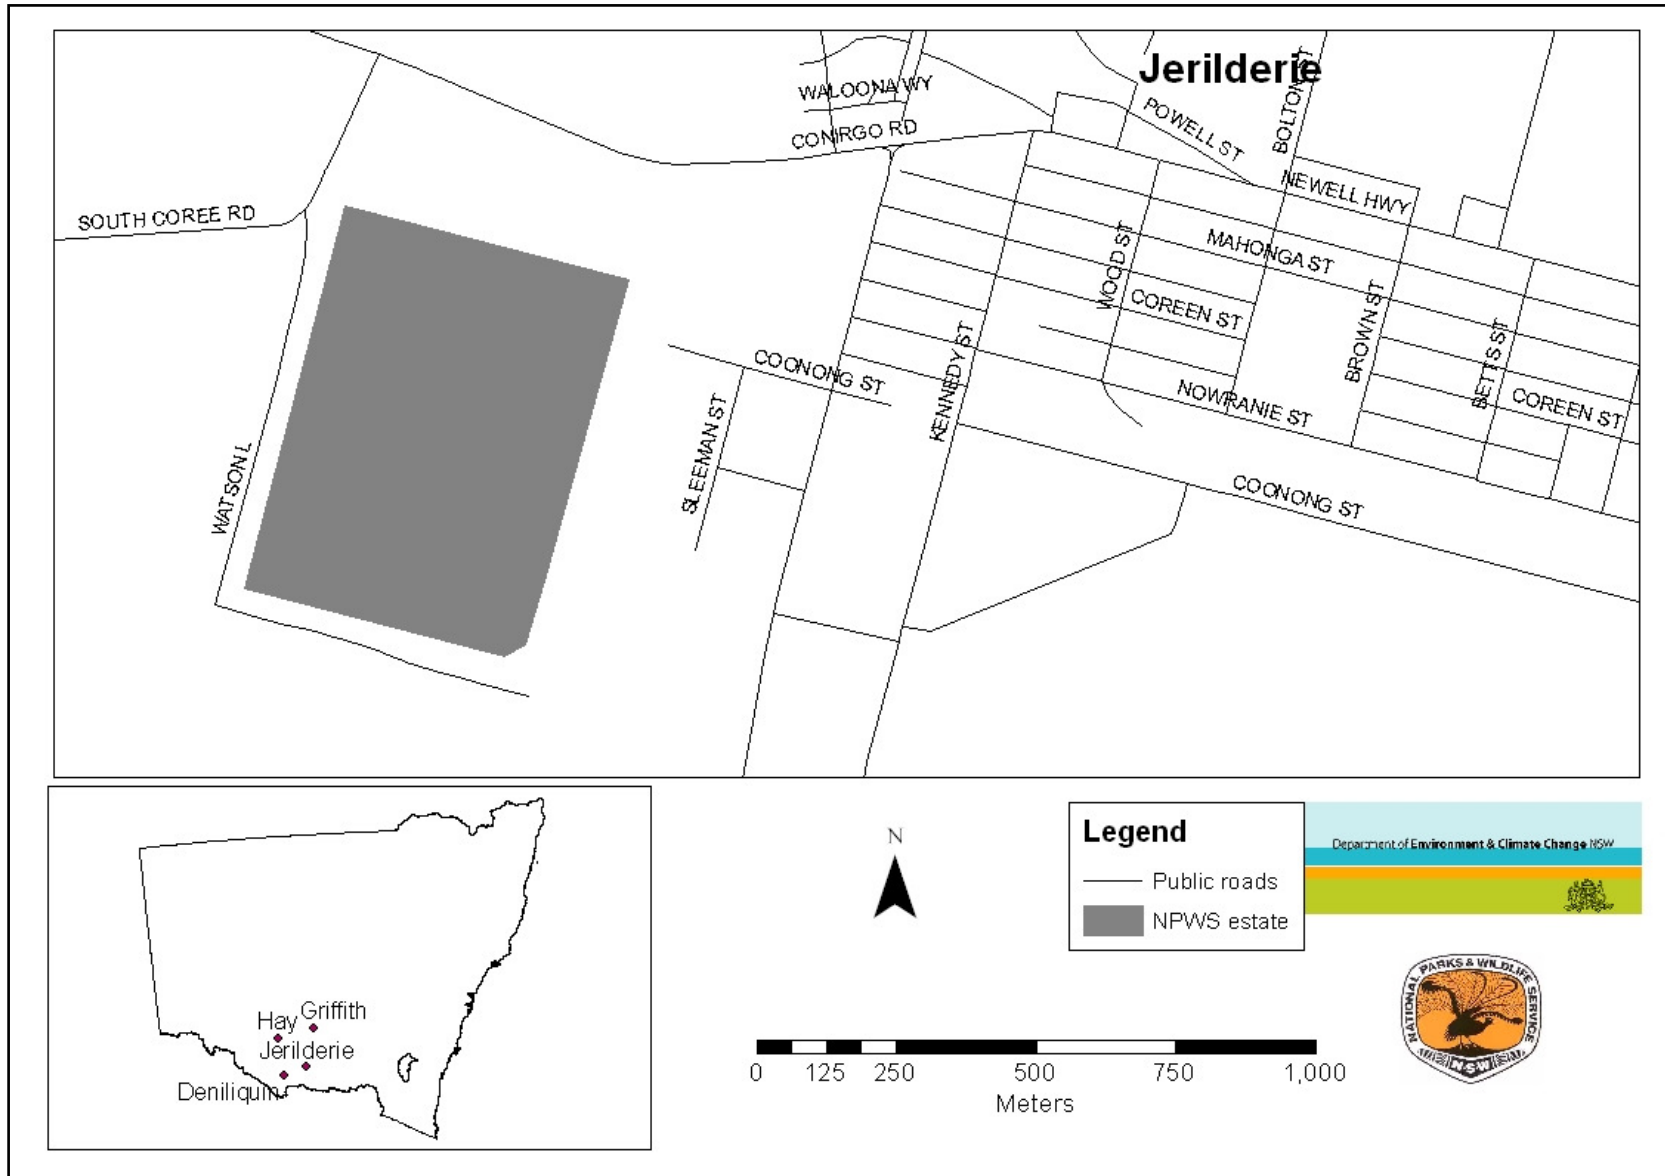 Jerilderie
WALOONA WY
CONIRGO RD
POWELL ST
BOLTON ST
NEWELL HWY
SOUTH COREE RD
MAHONGA ST
WOOD ST
COREEN ST
BROWN ST
BETTS ST
COREEN ST
COONONG ST
KENNEDY ST
NOWRANIE ST
SLEEMAN ST
WATSON L
COONONG ST
Hay
Griffith
Jerilderie
Deniliquin
N
Legend
Public roads
NPWS estate
Department of Environment & Climate Change NSW
0 125 250 500 750 1,000
Meters
NATIONAL PARKS & WILDLIFE SERVICE
N·S·W